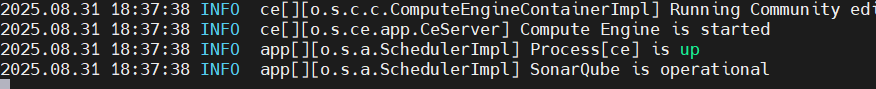 2025.08.31 18:37:38 INFO  ce[][o.s.c.c.ComputeEngineContainerImpl] Running Community edi
2025.08.31 18:37:38 INFO  ce[][o.s.ce.app.CeServer] Compute Engine is started
2025.08.31 18:37:38 INFO  app[][o.s.a.SchedulerImpl] Process[ce] is up
2025.08.31 18:37:38 INFO  app[][o.s.a.SchedulerImpl] SonarQube is operational